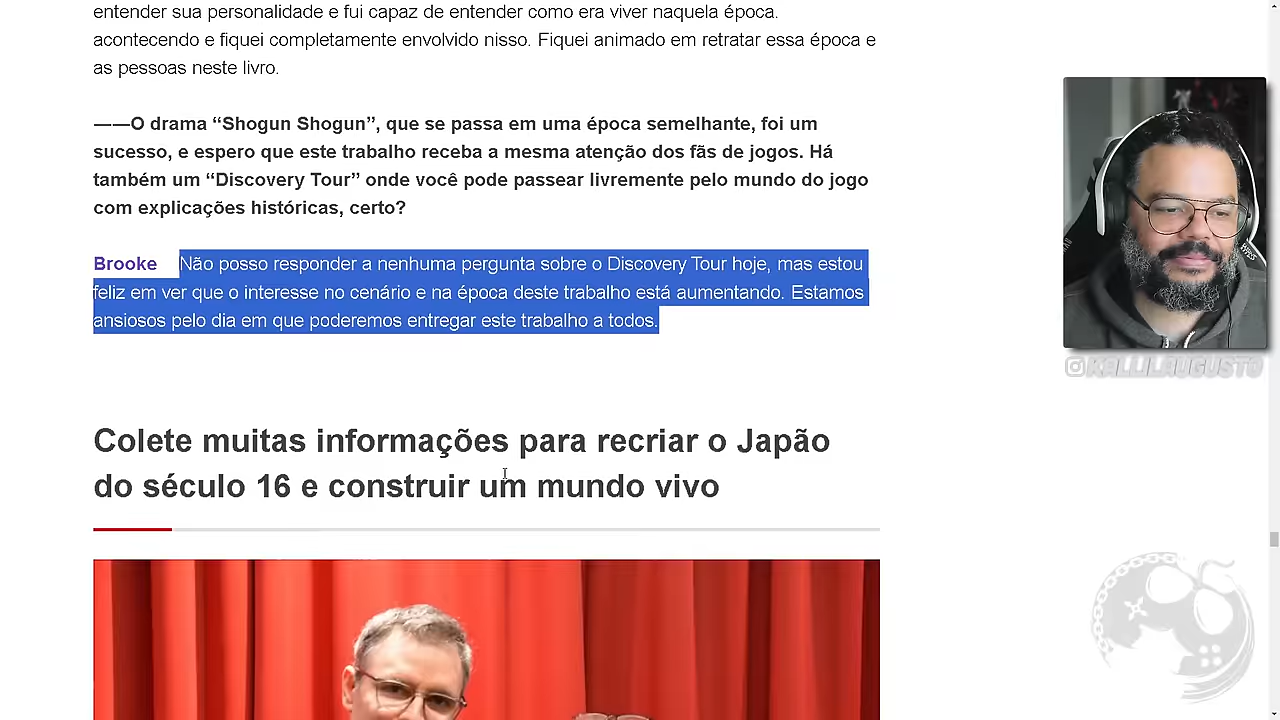 entender sua personalidade e fui capaz de entender como era viver naquela época.
acontecendo e fiquei completamente envolvido nisso. Fiquei animado em retratar essa época e
as pessoas neste livro.
——O drama “Shogun Shogun”, que se passa em uma época semelhante, foi um
sucesso, e espero que este trabalho receba a mesma atenção dos fãs de jogos. Há
também um “Discovery Tour” onde você pode passear livremente pelo mundo do jogo
com explicações históricas, certo?
Brooke Não posso responder a nenhuma pergunta sobre o Discovery Tour hoje, mas estou
feliz em ver que o interesse no cenário e na época deste trabalho está aumentando. Estamos
ansiosos pelo dia em que poderemos entregar este trabalho a todos.
KALLILAUGUSTO
Colete muitas informações para recriar o Japão
do século 16 e construir um mundo vivo